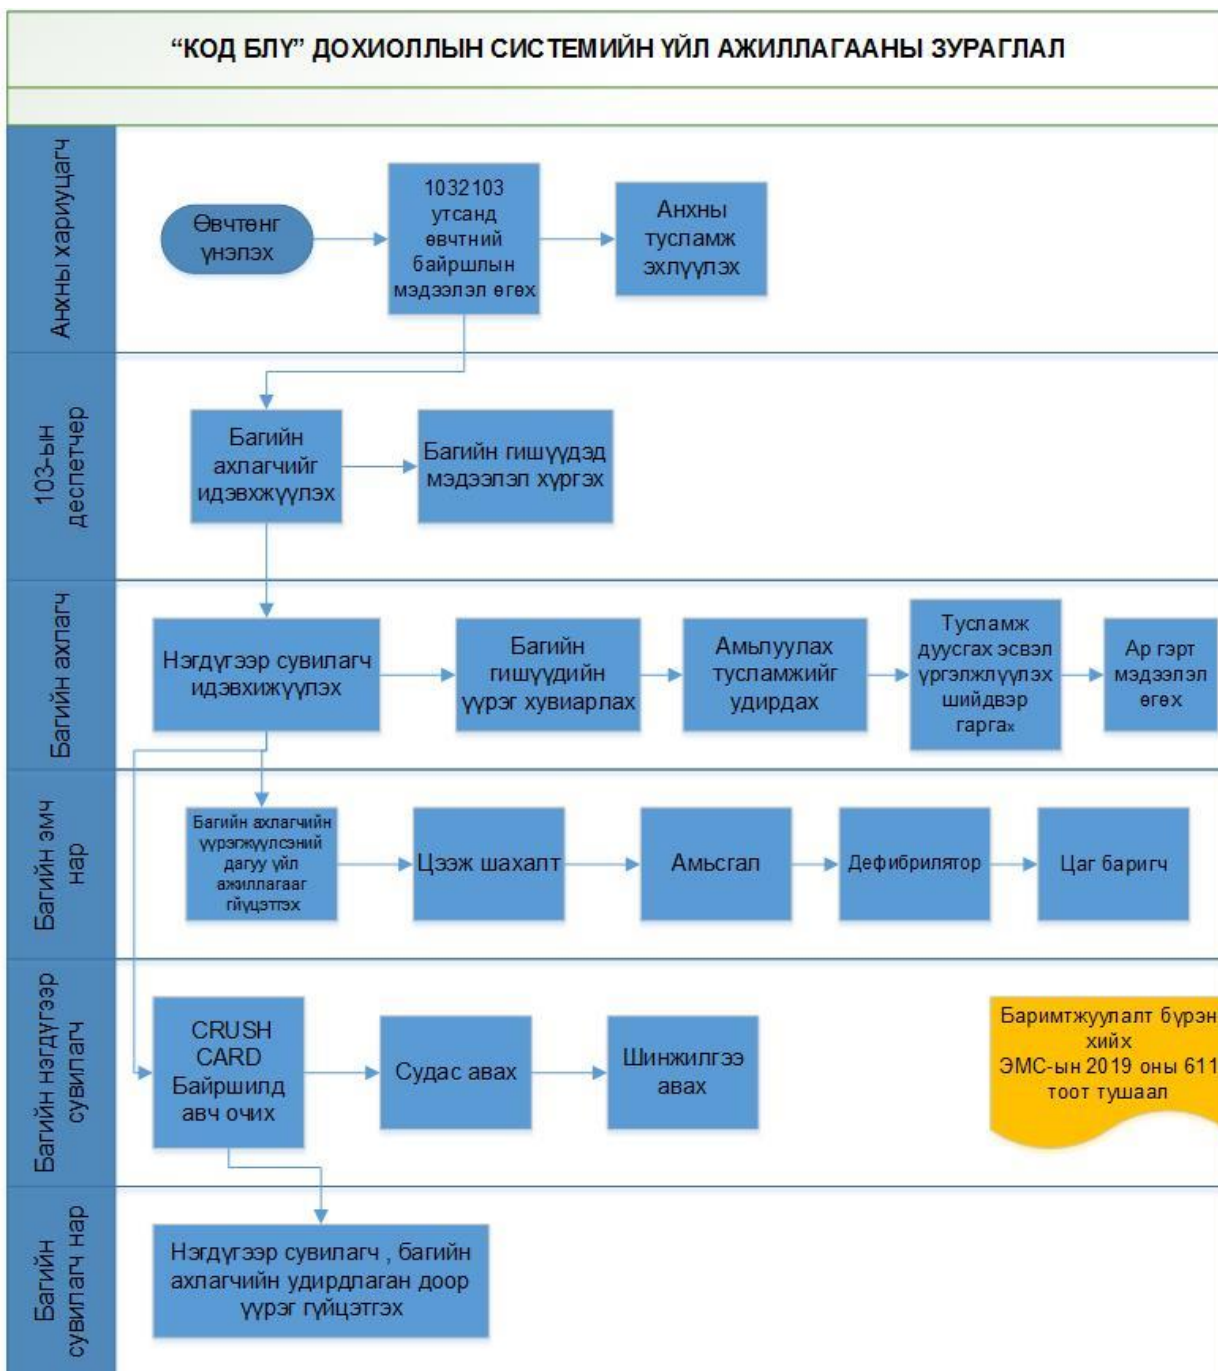 “КОД БЛҮ” ДОХИОЛЛЫН СИСТЕМИЙН ҮЙЛ АЖИЛЛАГААНЫ ЗУРАГЛАЛ
Анхны хариуцагч
Өвчтөнг
үнэлэх
1032103
утсанд
өвчтний
байршлын
мэдээлэл өгөх
Анхны
тусламж
эхлүүлэх
103-ын
деспетчер
Багийн
ахлагчийг
идэвхжүүлэх
Багийн гишүүдэд
мэдээлэл хүргэх
Багийн ахлагч
Нэгдүгээр сувилагч
идэвхижүүлэх
Багийн
гишүүдийн
үүрэг хувиарлах
Амьлуулах
тусламжийг
удирдах
Тусламж
дуусгах эсвэл
үргэлжлүүлэх
шийдвэр
гаргах
Ар гэрт
мэдээлэл
өгөх
Багийн эмч
нар
Багийн ахлагчийн
үүрэгжүүлсэний
дагуу үйл
ажиллагааг
гйүцэтгэх
Цээж шахалт
Амьсгал
Дефибрилятор
Цаг баригч
Багийн нэгдүгээр
сувилагч
CRUSH
CARD
Байршилд
авч очих
Судас авах
Шинжилгээ
авах
Баримтжуулалт бүрэн
хийх
ЭМС-ын 2019 оны 611
тоот тушаал
Багийн
сувилагч нар
Нэгдүгээр сувилагч , багийн
ахлагчийн удирдлаган доор
үүрэг гүйцэтгэх